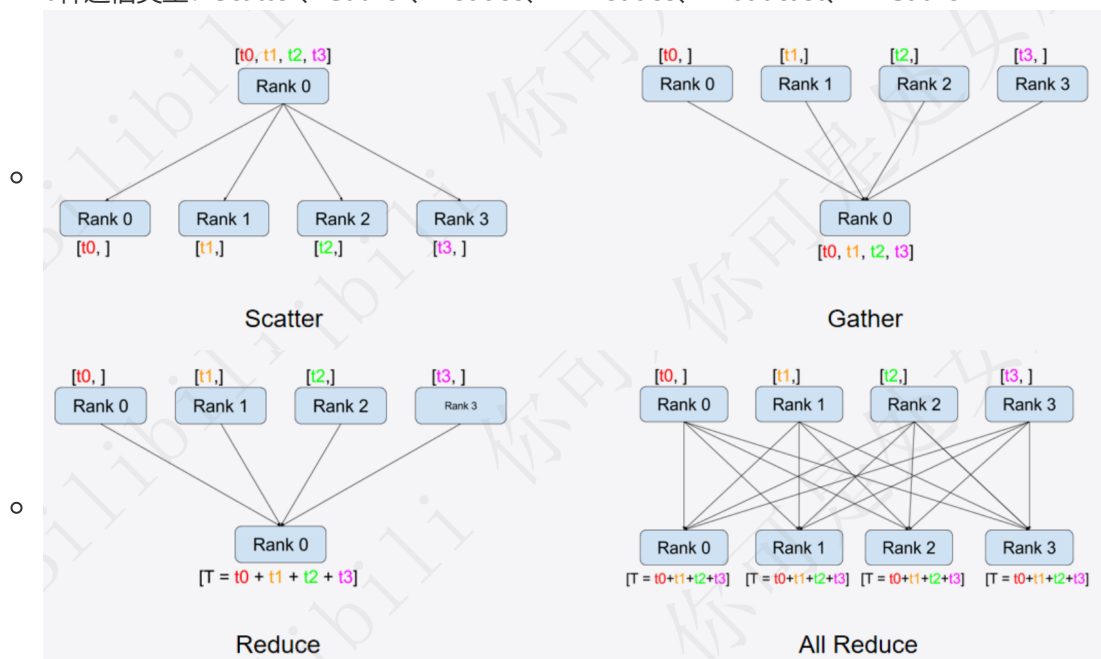 [t0, t1, t2, t3]
Rank 0
Rank 0 Rank 1 Rank 2 Rank 3
[t0, ] [t1,] [t2,] [t3, ]
Scatter
[t0, ] [t1,] [t2,] [t3, ]
Rank 0 Rank 1 Rank 2 Rank 3
Rank 0
[t0, t1, t2, t3]
Gather
[t0, ] [t1,] [t2,] [t3, ]
Rank 0 Rank 1 Rank 2 Rank 3
Rank 0
[T = t0 + t1 + t2 + t3]
Reduce
[t0, ] [t1,] [t2,] [t3, ]
Rank 0 Rank 1 Rank 2 Rank 3
Rank 0 Rank 1 Rank 2 Rank 3
[T = t0+t1+t2+t3] [T = t0+t1+t2+t3] [T = t0+t1+t2+t3] [T = t0+t1+t2+t3]
All Reduce